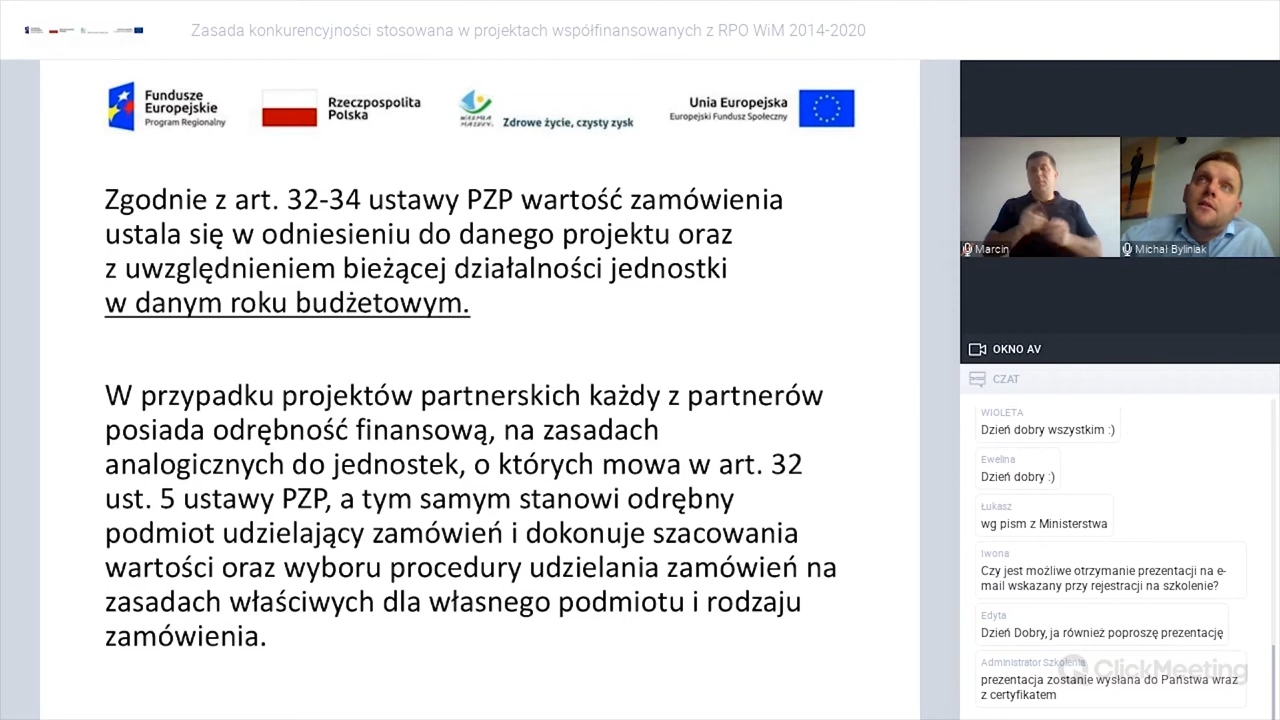 Zasada konkurencyjności stosowana w projektach współfinansowanych z RPO WiM 2014-2020
Fundusze
Europejskie
Program Regionalny
Rzeczpospolita
Polska
Zdrowe życie, czysty zysk
Unia Europejska
Europejski Fundusz Społeczny
Zgodnie z art. 32-34 ustawy PZP wartość zamówienia
ustala się w odniesieniu do danego projektu oraz
z uwzględnieniem bieżącej działalności jednostki
w danym roku budżetowym.
W przypadku projektów partnerskich każdy z partnerów
posiada odrębność finansową, na zasadach
analogicznych do jednostek, o których mowa w art. 32
ust. 5 ustawy PZP, a tym samym stanowi odrębny
podmiot udzielający zamówień i dokonuje szacowania
wartości oraz wyboru procedury udzielania zamówień na
zasadach właściwych dla własnego podmiotu i rodzaju
zamówienia.
Marcin
Michał Byliniak
OKNO AV
CZAT
WIOLETA
Dzień dobry wszystkim :)
Ewelina
Dzień dobry :)
Łukasz
wg pism z Ministerstwa
Iwona
Czy jest możliwe otrzymanie prezentacji na e-
mail wskazany przy rejestracji na szkolenie?
Edyta
Dzień Dobry, ja również poproszę prezentację
Administrator Szkolenie
prezentacja zostanie wysłana do Państwa wraz
z certyfikatem
ClickMeeting